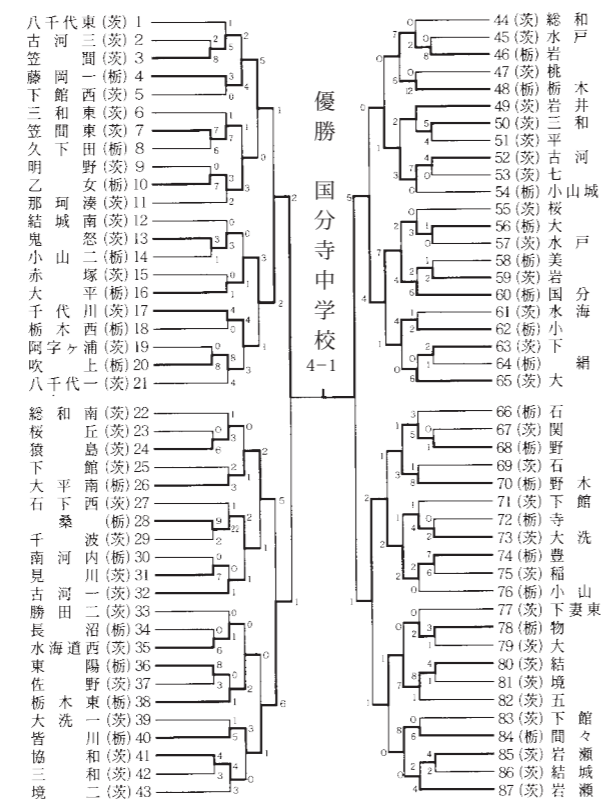 八千代東(茨) 1
古河三(茨) 2
笠間(茨) 3
藤岡一(栃) 4
下館西(茨) 5
三和東(茨) 6
笠間東(茨) 7
久下田(栃) 8
明野(茨) 9
乙女(栃) 10
那珂湊(茨) 11
結城南(茨) 12
鬼怒(茨) 13
小山二(栃) 14
赤塚(茨) 15
大平(栃) 16
千代川(茨) 17
栃木西(栃) 18
阿字ヶ浦(茨) 19
吹上(栃) 20
八千代一(茨) 21
総和南(茨) 22
桜丘(茨) 23
猿島(茨) 24
下館(茨) 25
大平南(栃) 26
石下西(茨) 27
桑(栃) 28
千波(茨) 29
南河内(栃) 30
見川(茨) 31
古河一(茨) 32
勝田二(茨) 33
長沼(栃) 34
水海道西(茨) 35
東陽(栃) 36
佐野(茨) 37
栃木東(栃) 38
大洗一(茨) 39
皆川(栃) 40
協和(茨) 41
三和(茨) 42
境二(茨) 43
優勝 国分寺中学校
4-1
44 (茨) 総和
45 (茨) 水戸
46 (栃) 岩
47 (茨) 桃
48 (栃) 栃木
49 (茨) 岩井
50 (茨) 三和
51 (茨) 平
52 (茨) 古河
53 (茨) 七
54 (栃) 小山城
55 (茨) 桜
56 (栃) 大
57 (茨) 水戸
58 (栃) 美
59 (茨) 岩
60 (栃) 国分
61 (茨) 水海
62 (栃) 小
63 (茨) 下
64 (栃) 絹
65 (茨) 大
66 (栃) 石
67 (茨) 関
68 (栃) 野
69 (茨) 石
70 (栃) 野木
71 (茨) 下館
72 (栃) 寺
73 (茨) 大洗
74 (栃) 豊
75 (茨) 稲
76 (栃) 小山
77 (茨) 下妻東
78 (栃) 物
79 (茨) 大
80 (茨) 結
81 (茨) 境
82 (茨) 五
83 (茨) 下館
84 (栃) 間々
85 (茨) 岩瀬
86 (茨) 結城
87 (茨) 岩瀬